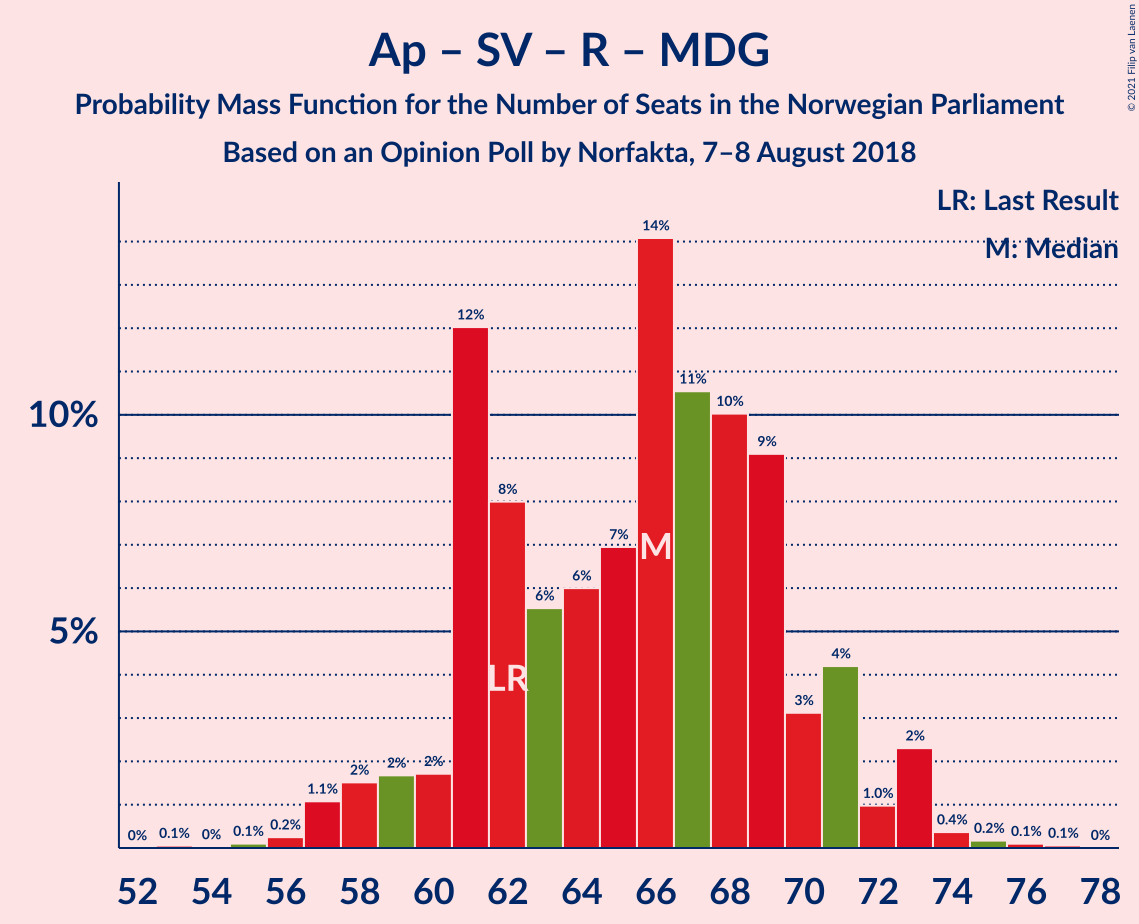 Ap – SV – R – MDG
Probability Mass Function for the Number of Seats in the Norwegian Parliament
Based on an Opinion Poll by Norfakta, 7–8 August 2018
© 2021 Filip van Laenen
LR: Last Result
M: Median
14%
12%
11%
10%
10%
9%
8%
7%
M
6%
6%
5%
4%
LR
3%
2%
2%
2%
2%
1.1%
1.0%
0.4%
0% 0.1% 0% 0.1% 0.2%
0.2% 0.1% 0.1% 0%
52 54 56 58 60 62 64 66 68 70 72 74 76 78